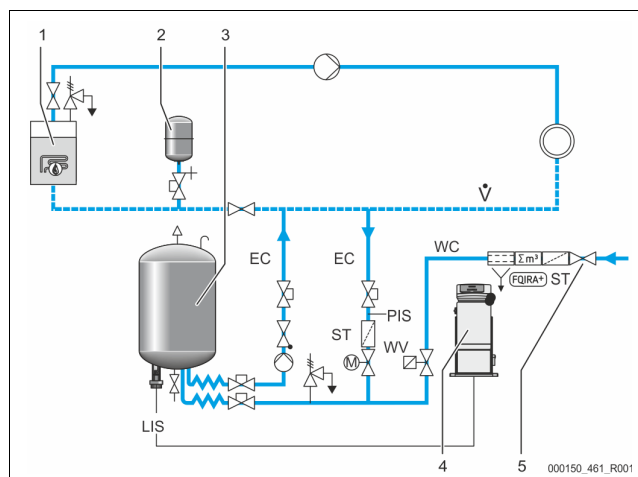 1 2 3
V̇
EC EC WC
Σm³
FQIRA+ ST
PIS
ST
WV
M
LIS
4 5
000150_461_R001